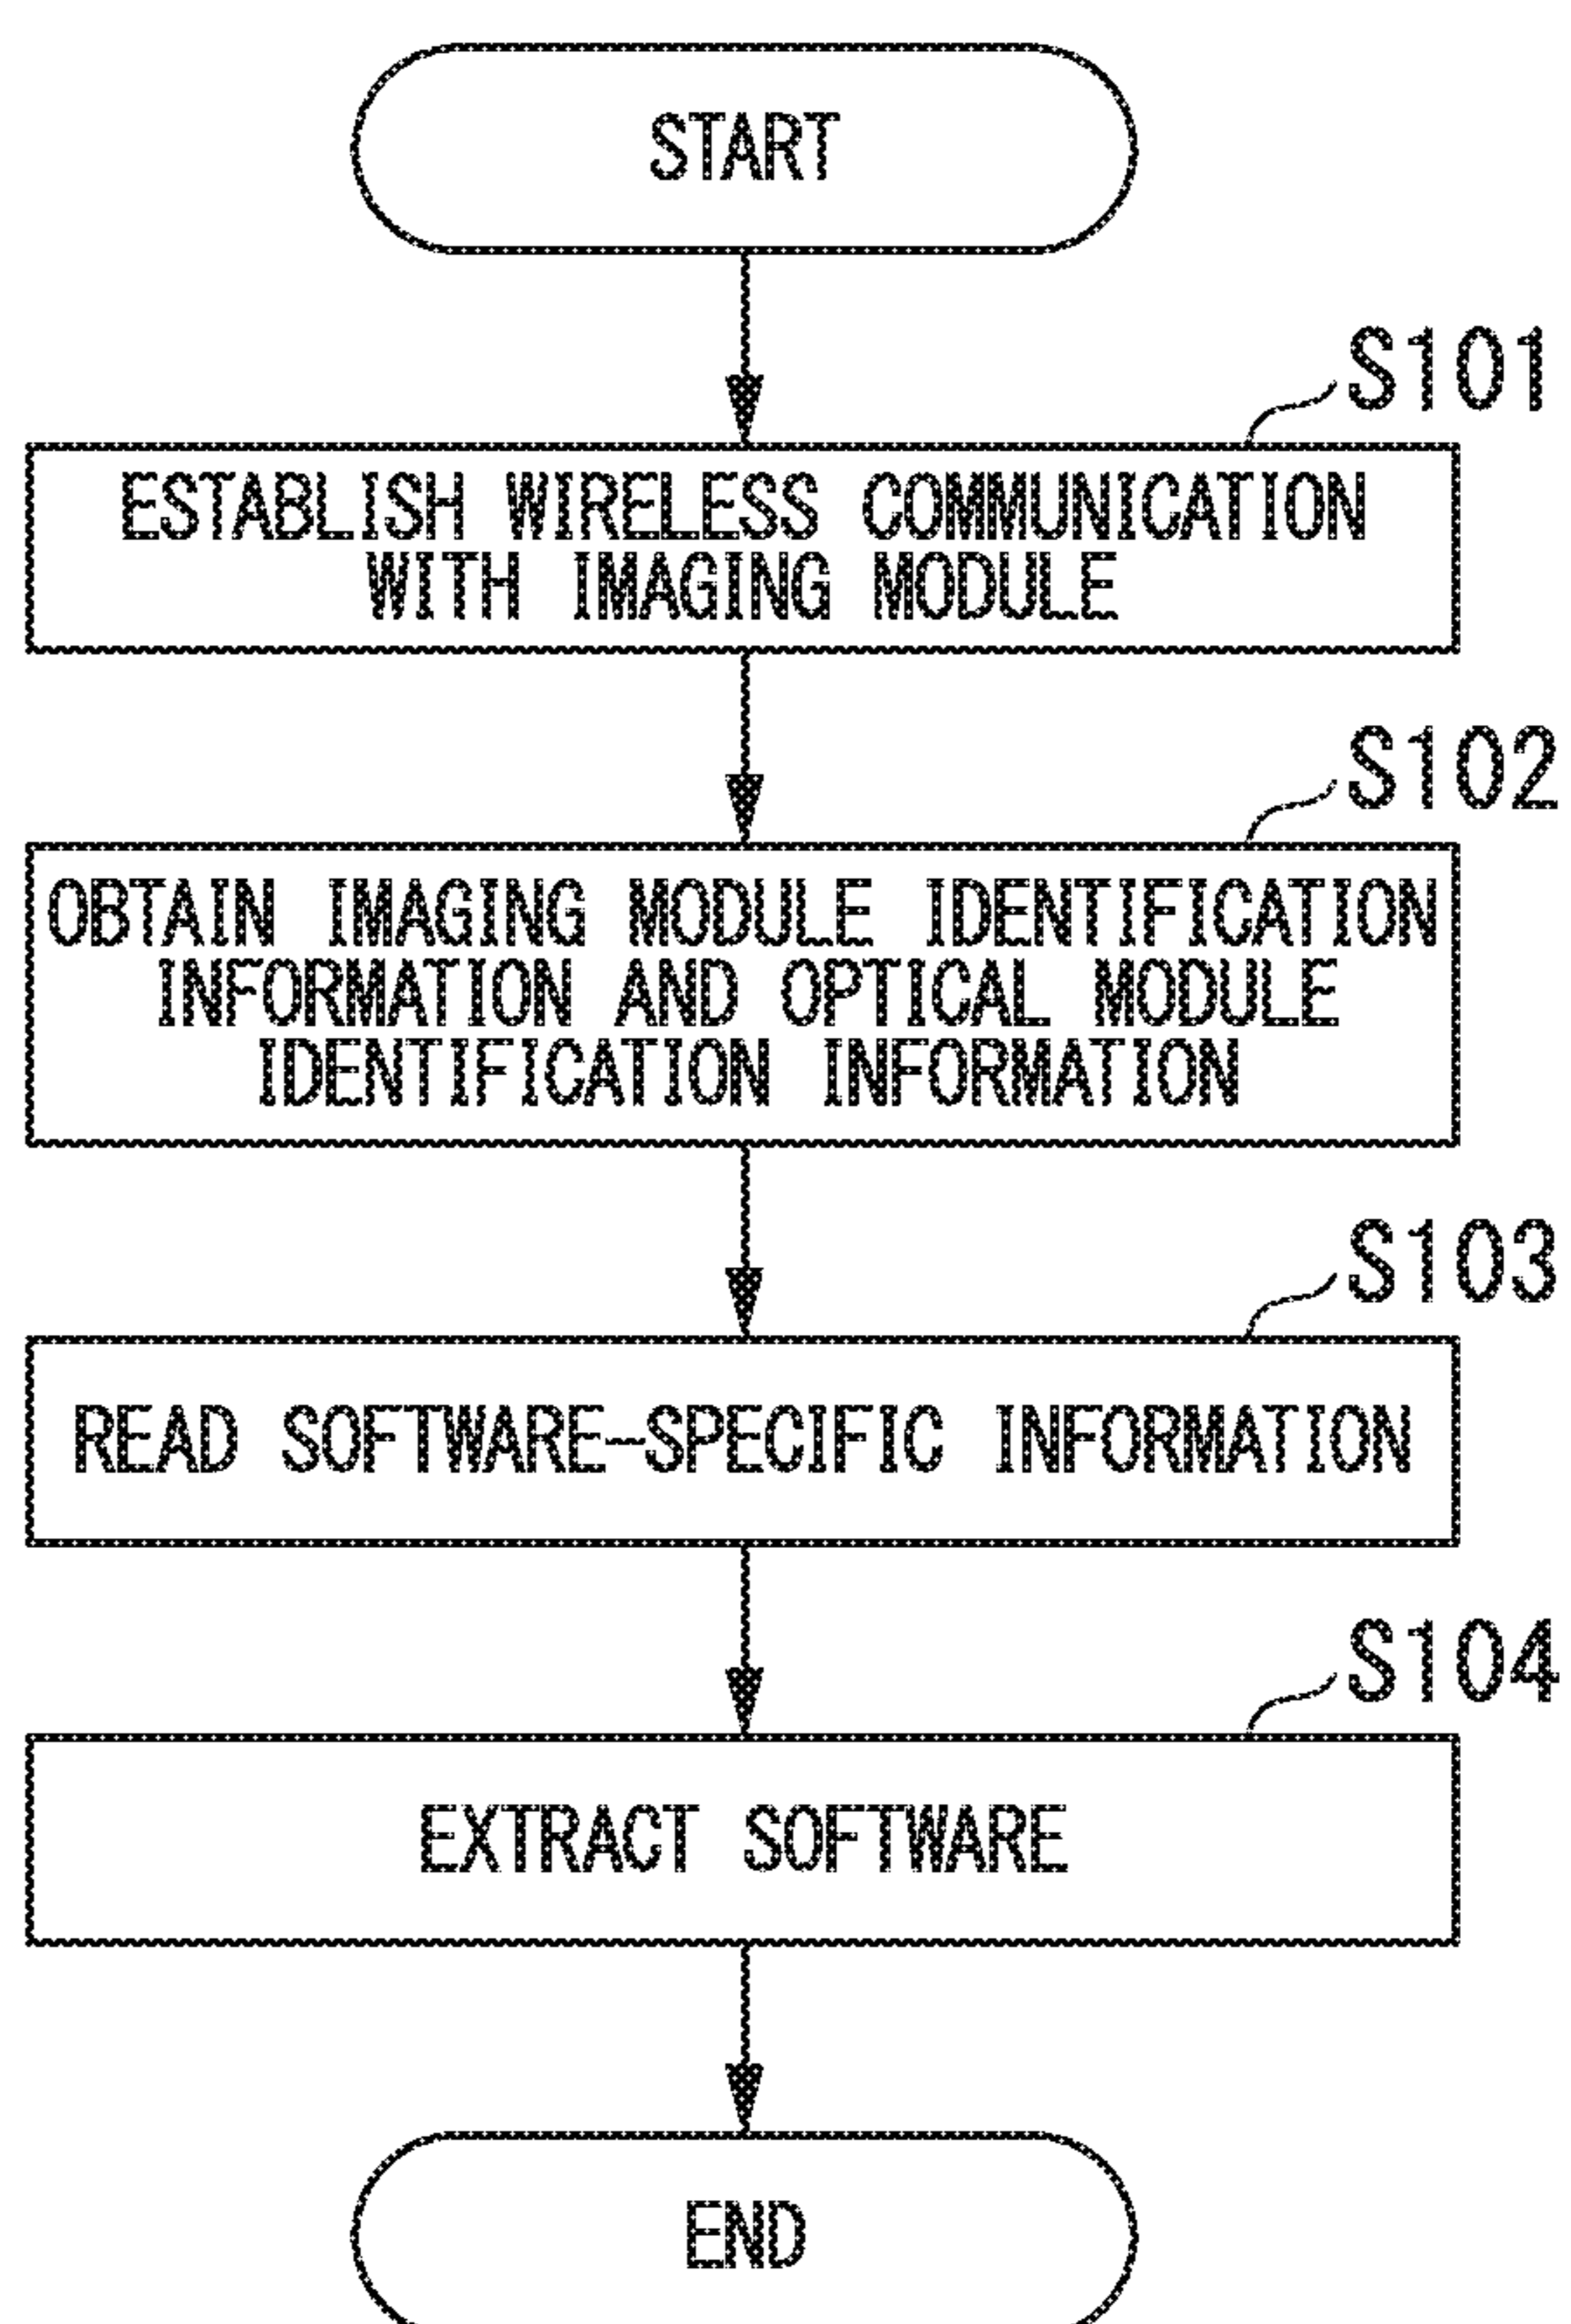 START
S101
ESTABLISH WIRELESS COMMUNICATION
WITH IMAGING MODULE
S102
OBTAIN IMAGING MODULE IDENTIFICATION
INFORMATION AND OPTICAL MODULE
IDENTIFICATION INFORMATION
S103
READ SOFTWARE-SPECIFIC INFORMATION
S104
EXTRACT SOFTWARE
END